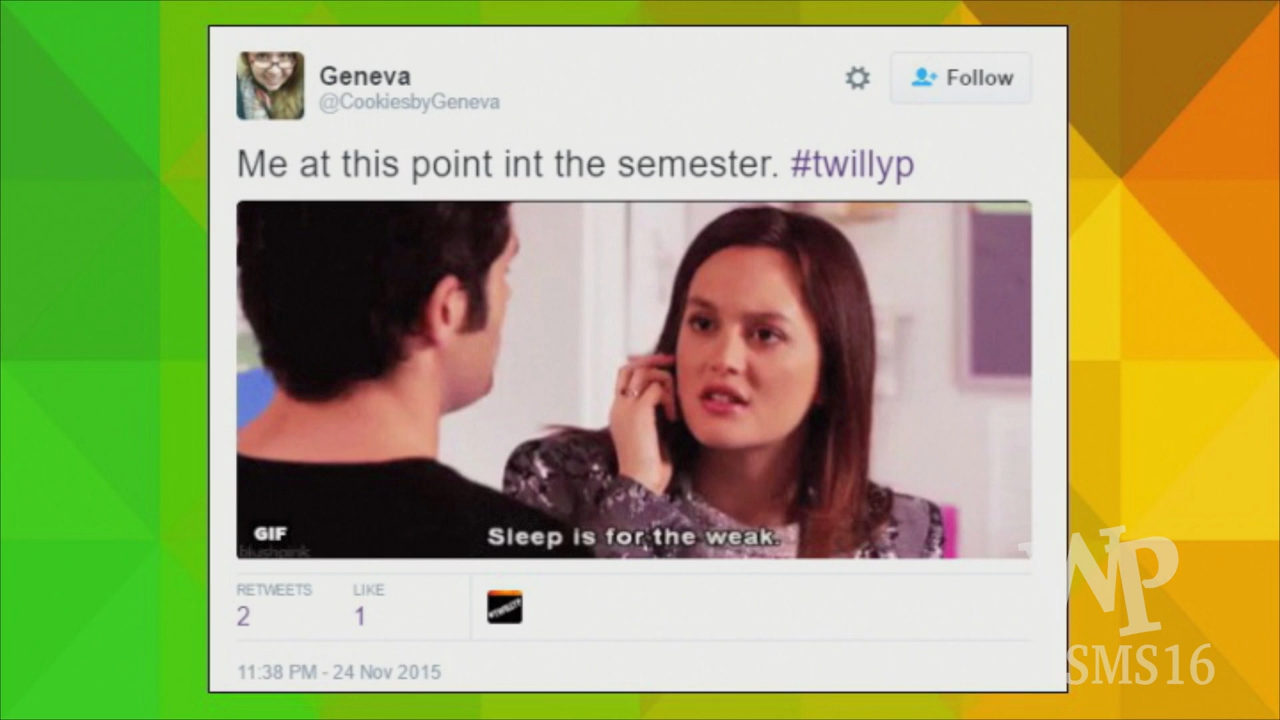 Geneva
@CookiesbyGeneva
Follow
Me at this point int the semester. #twillyp
Sleep is for the weak.
GIF
blushpink
RETWEETS
2
LIKE
1
11:38 PM - 24 Nov 2015
WP
SMS16